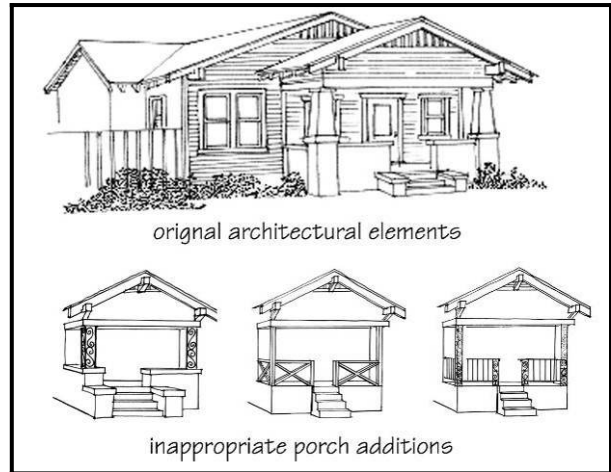 orignal architectural elements
inappropriate porch additions